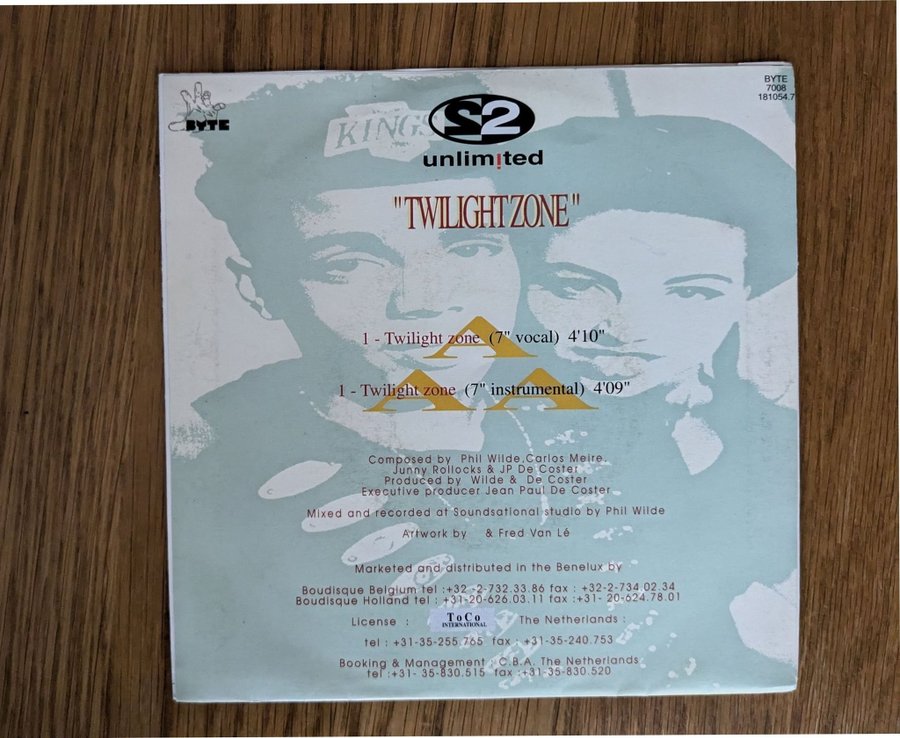 BYTE
KINGS
BYTE
7008
181054.7
2
unlim!ted
"TWILIGHT ZONE"
A
1 - Twilight zone (7" vocal) 4'10"
AA
1 - Twilight zone (7" instrumental) 4'09"
Composed by Phil Wilde,Carlos Meire,
Junny Rollocks & JP De Coster
Produced by Wilde & De Coster
Executive producer Jean Paul De Coster
Mixed and recorded at Soundsational studio by Phil Wilde
Artwork by & Fred Van Lé
Marketed and distributed in the Benelux by
Boudisque Belgium tel :+32 -2-732.33.86 fax : +32-2-734 02.34
Boudisque Holland tel : +31-20-626.03.11 fax :+31- 20-624.78.01
License : ToCo INTERNATIONAL The Netherlands :
tel : +31-35-255.765 fax : +31-35-240.753
Booking & Management : C.B.A. The Netherlands
tel :+31- 35-830.515 fax :+31-35-830.520